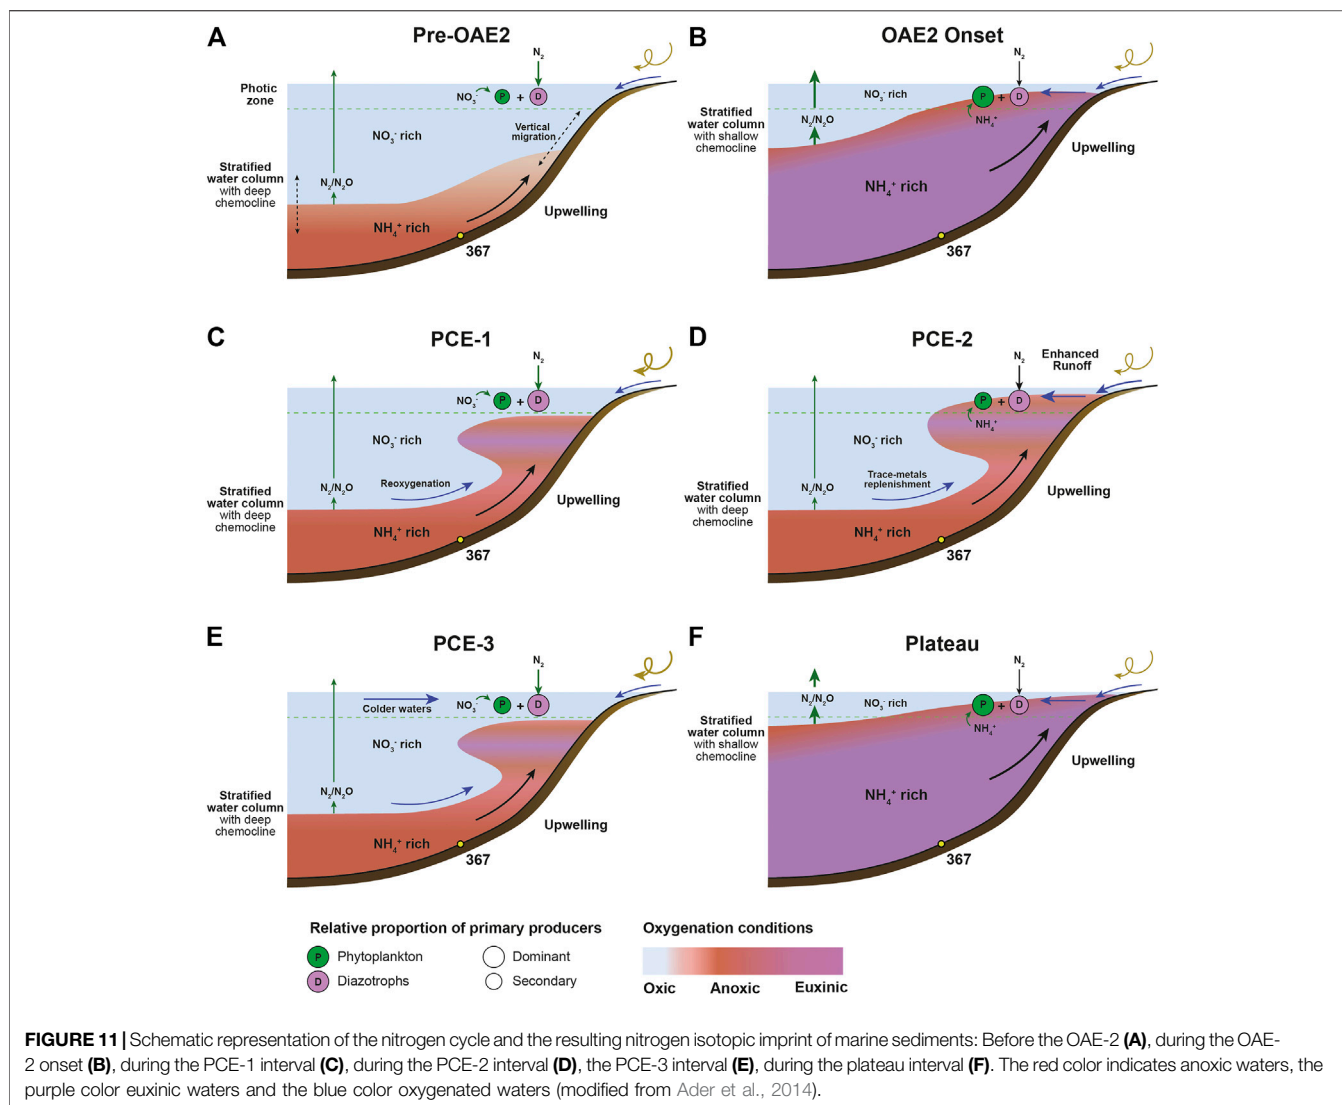 A
Pre-OAE2
N₂
Photic
zone
NO₃⁻
P + D
NO₃⁻ rich
Vertical
migration
Stratified
water column
with deep
chemocline
N₂/N₂O
NH₄⁺ rich
Upwelling
367
B
OAE2 Onset
N₂
NO₃⁻ rich
P + D
Stratified
water column
with shallow
chemocline
N₂/N₂O
NH₄⁺
Upwelling
NH₄⁺ rich
367
C
PCE-1
N₂
NO₃⁻
P + D
NO₃⁻ rich
Reoxygenation
Stratified
water column
with deep
chemocline
N₂/N₂O
Upwelling
NH₄⁺ rich
367
D
PCE-2
Enhanced
Runoff
N₂
P + D
NH₄⁺
NO₃⁻ rich
Trace-metals
replenishment
Stratified
water column
with deep
chemocline
N₂/N₂O
Upwelling
NH₄⁺ rich
367
E
PCE-3
N₂
Colder waters
NO₃⁻
P + D
NO₃⁻ rich
Stratified
water column
with deep
chemocline
N₂/N₂O
Upwelling
NH₄⁺ rich
367
F
Plateau
N₂
N₂/N₂O
NO₃⁻ rich
P + D
NH₄⁺
Stratified
water column
with shallow
chemocline
Upwelling
NH₄⁺ rich
367
Relative proportion of primary producers
P Phytoplankton
Dominant
D Diazotrophs
Secondary
Oxygenation conditions
Oxic Anoxic Euxinic
FIGURE 11 | Schematic representation of the nitrogen cycle and the resulting nitrogen isotopic imprint of marine sediments: Before the OAE-2 (A), during the OAE-
2 onset (B), during the PCE-1 interval (C), during the PCE-2 interval (D), the PCE-3 interval (E), during the plateau interval (F). The red color indicates anoxic waters, the
purple color euxinic waters and the blue color oxygenated waters (modified from Ader et al., 2014).